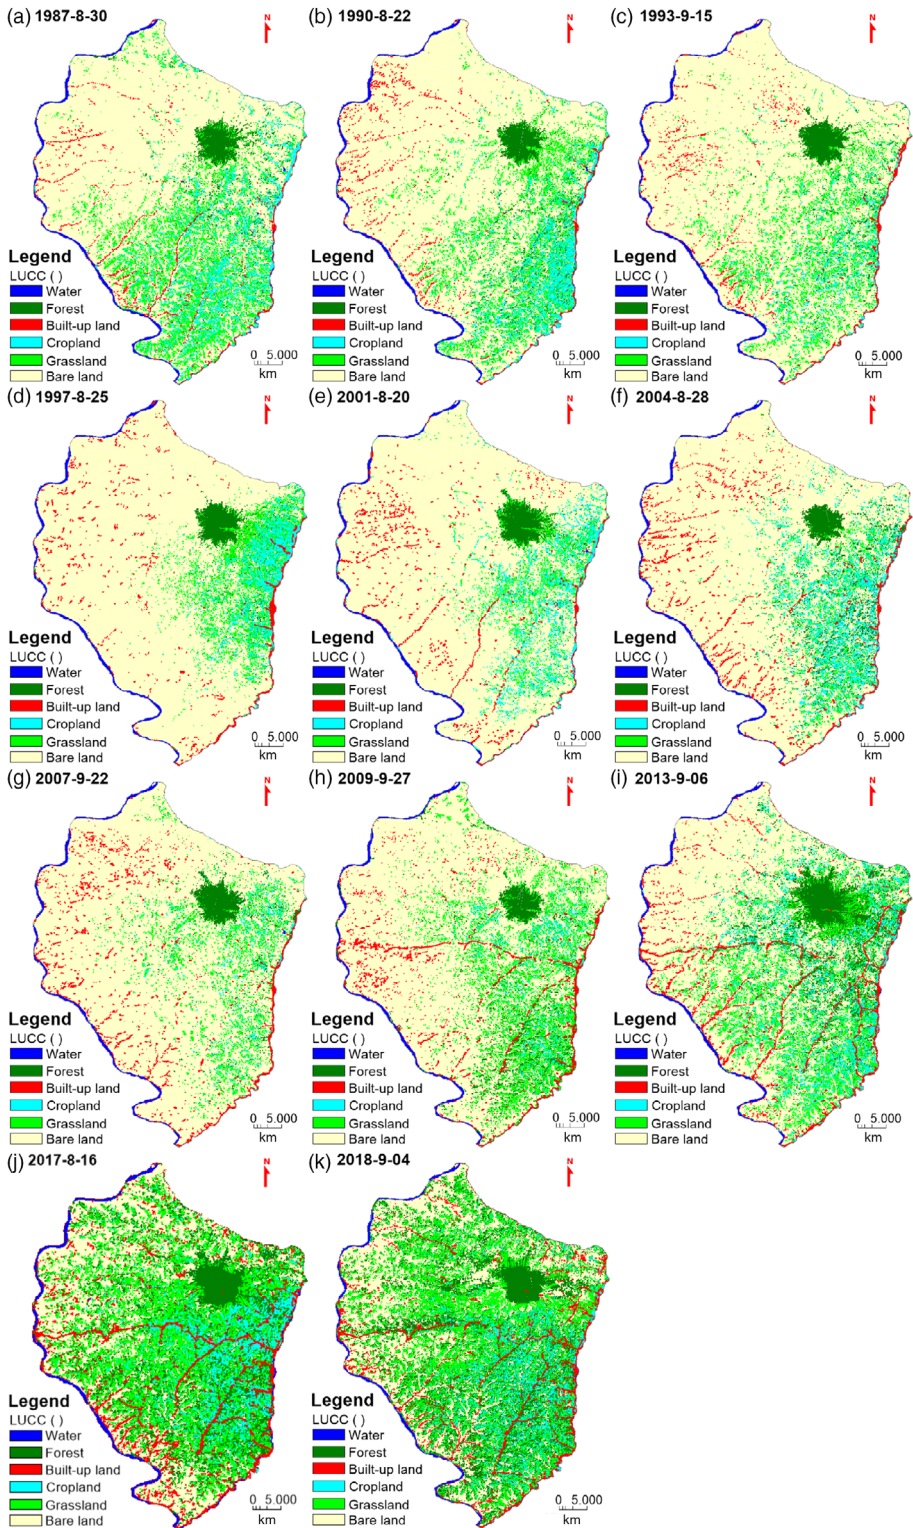 (a) 1987-8-30
N
Legend
LUCC ( )
Water
Forest
Built-up land
Cropland
Grassland
Bare land
0 5,000
km
(b) 1990-8-22
N
Legend
LUCC ( )
Water
Forest
Built-up land
Cropland
Grassland
Bare land
0 5,000
km
(c) 1993-9-15
N
Legend
LUCC ( )
Water
Forest
Built-up land
Cropland
Grassland
Bare land
0 5,000
km
(d) 1997-8-25
N
Legend
LUCC ( )
Water
Forest
Built-up land
Cropland
Grassland
Bare land
0 5,000
km
(e) 2001-8-20
N
Legend
LUCC ( )
Water
Forest
Built-up land
Cropland
Grassland
Bare land
0 5,000
km
(f) 2004-8-28
N
Legend
LUCC ( )
Water
Forest
Built-up land
Cropland
Grassland
Bare land
0 5,000
km
(g) 2007-9-22
N
Legend
LUCC ( )
Water
Forest
Built-up land
Cropland
Grassland
Bare land
0 5,000
km
(h) 2009-9-27
N
Legend
LUCC ( )
Water
Forest
Built-up land
Cropland
Grassland
Bare land
0 5,000
km
(i) 2013-9-06
N
Legend
LUCC ( )
Water
Forest
Built-up land
Cropland
Grassland
Bare land
0 5,000
km
(j) 2017-8-16
N
Legend
LUCC ( )
Water
Forest
Built-up land
Cropland
Grassland
Bare land
0 5,000
km
(k) 2018-9-04
N
Legend
LUCC ( )
Water
Forest
Built-up land
Cropland
Grassland
Bare land
0 5,000
km